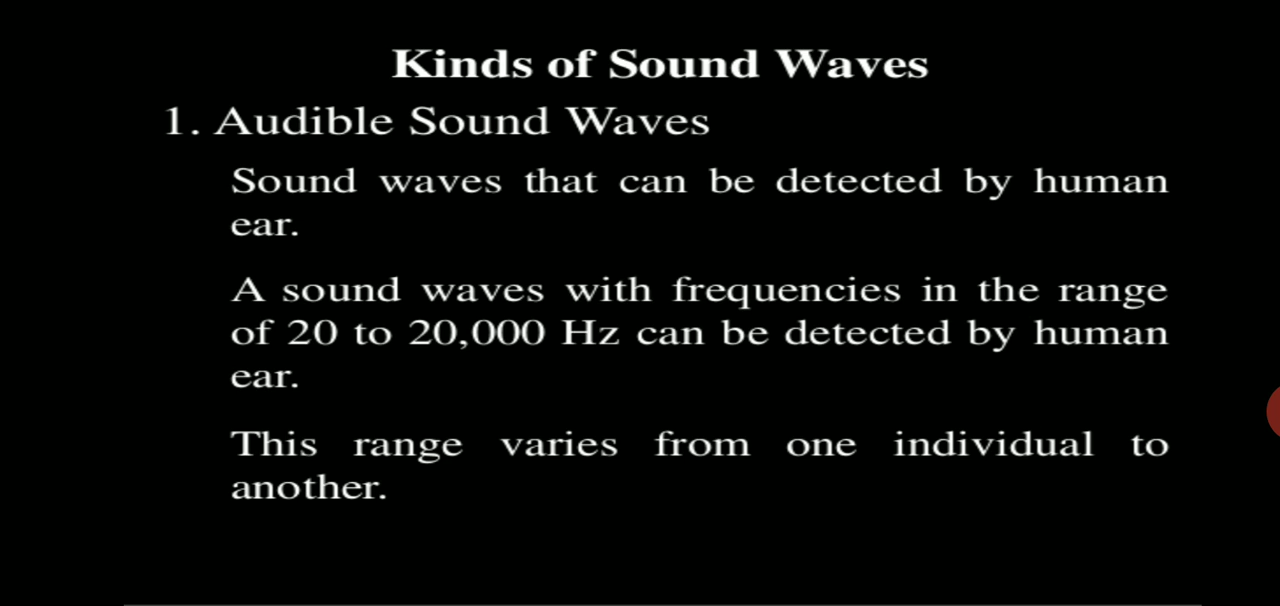 Kinds of Sound Waves
1. Audible Sound Waves
Sound waves that can be detected by human
ear.
A sound waves with frequencies in the range
of 20 to 20,000 Hz can be detected by human
ear.
This range varies from one individual to
another.